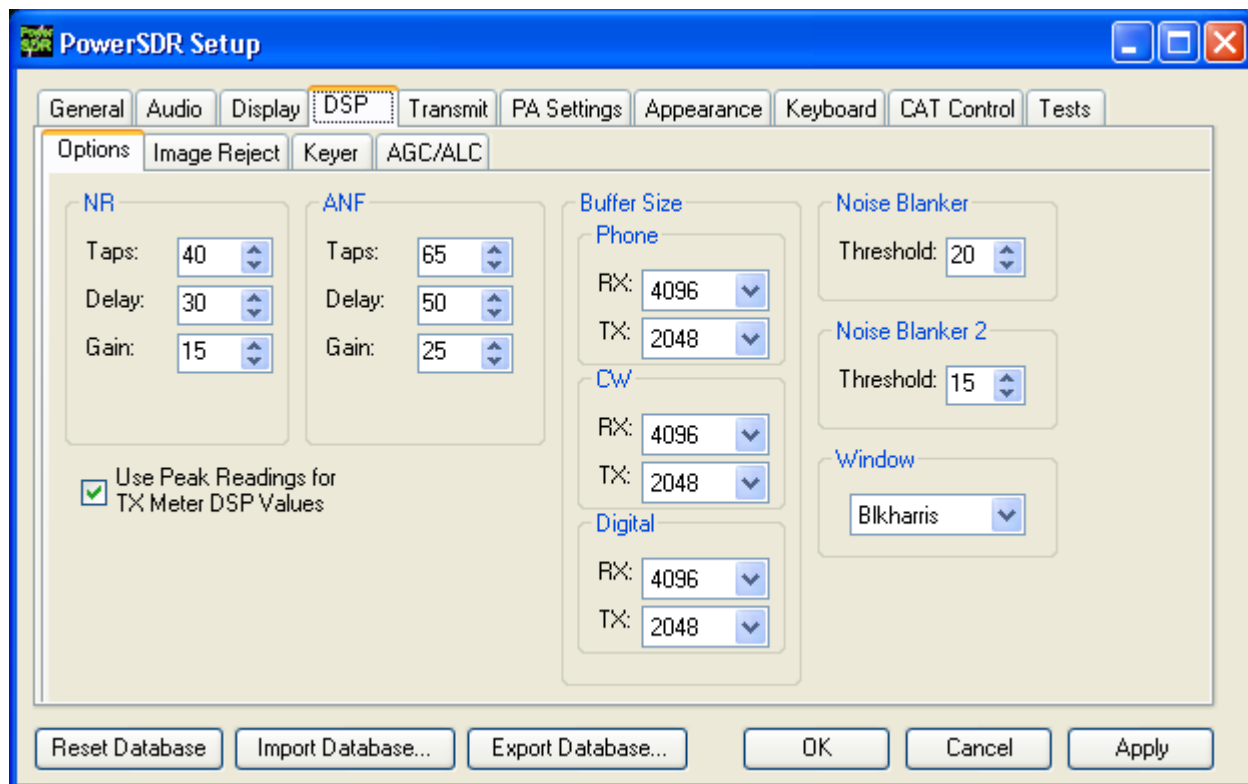 Power SDR PowerSDR Setup
General Audio Display DSP Transmit PA Settings Appearance Keyboard CAT Control Tests
Options Image Reject Keyer AGC/ALC
NR
Taps: 40
Delay: 30
Gain: 15
ANF
Taps: 65
Delay: 50
Gain: 25
Use Peak Readings for
TX Meter DSP Values
Buffer Size
Phone
RX: 4096
TX: 2048
CW
RX: 4096
TX: 2048
Digital
RX: 4096
TX: 2048
Noise Blanker
Threshold: 20
Noise Blanker 2
Threshold: 15
Window
Blkharris
Reset Database Import Database... Export Database... OK Cancel Apply